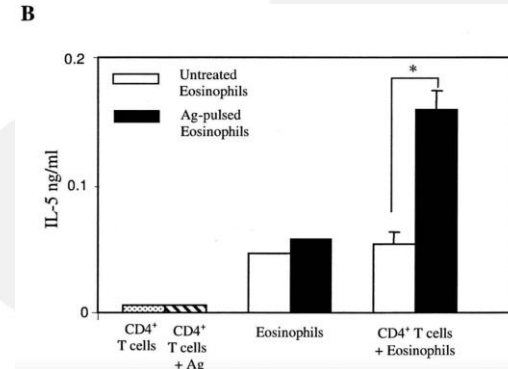 B
0.2
Untreated
Eosinophils
Ag-pulsed
Eosinophils
*
IL-5 ng/ml
0.1
0
CD4⁺
T cells
CD4⁺
T cells
+ Ag
Eosinophils
CD4⁺ T cells
+ Eosinophils